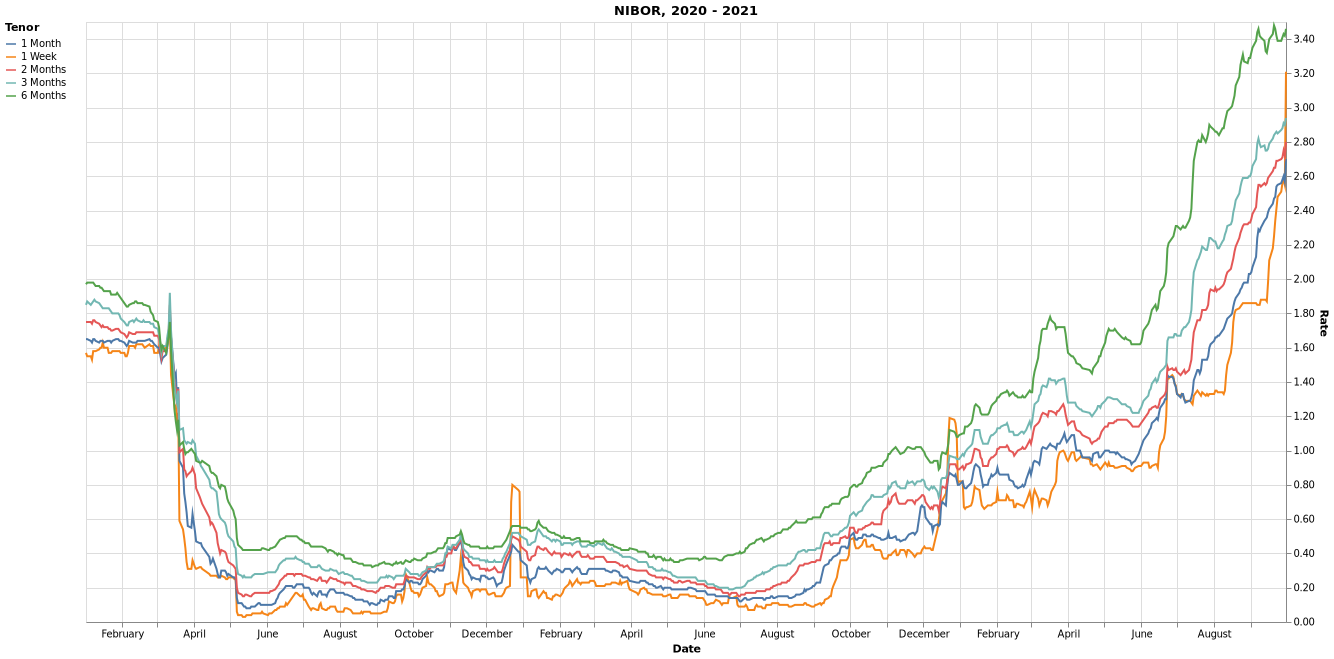 NIBOR, 2020 - 2021
Tenor
1 Month
1 Week
2 Months
3 Months
6 Months
3.40
3.20
3.00
2.80
2.60
2.40
2.20
2.00
1.80
1.60
1.40
1.20
1.00
0.80
0.60
0.40
0.20
0.00
Rate
February April June August October December February April June August October December February April June August
Date